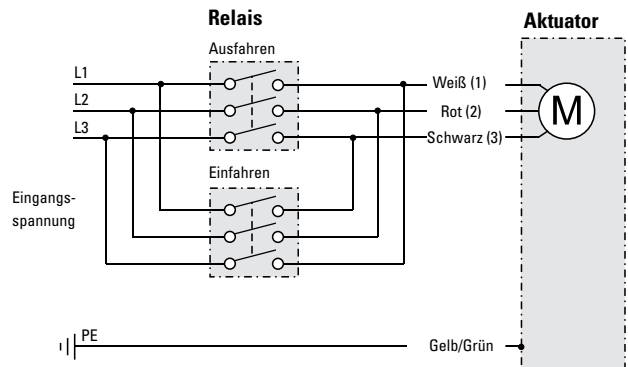 Relais
Aktuator
Ausfahren
L1
L2
L3
Weiß (1)
Rot (2)
Schwarz (3)
M
Einfahren
Eingangs-
spannung
PE
Gelb/Grün